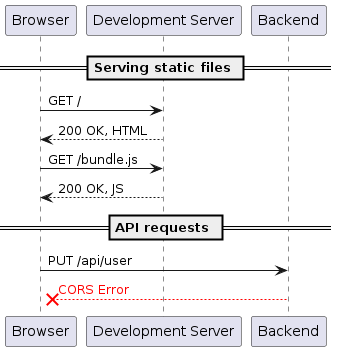 Browser Development Server Backend
Serving static files
GET /
200 OK, HTML
GET /bundle.js
200 OK, JS
API requests
PUT /api/user
CORS Error
Browser Development Server Backend